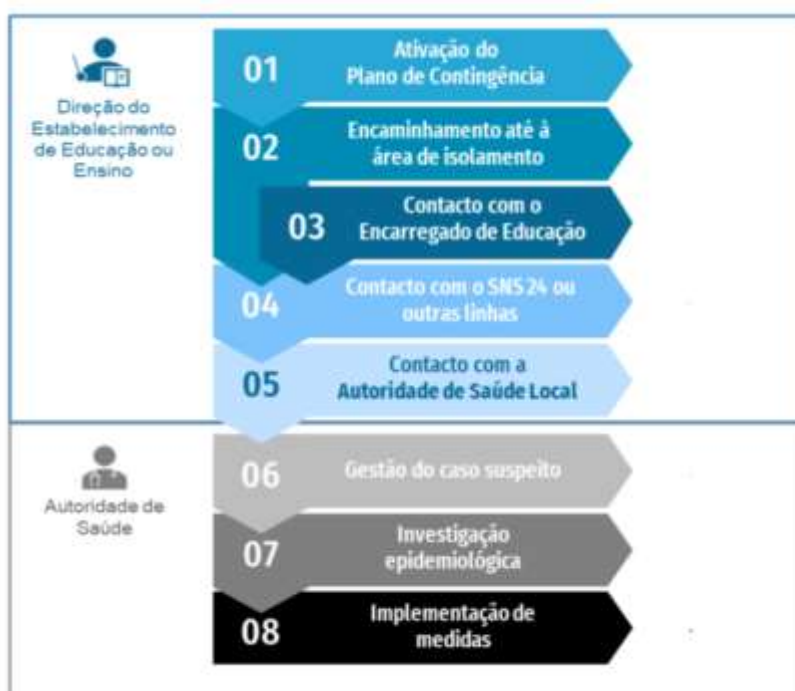 01
Ativação do
Plano de Contingência
Direção do
Estabelecimento
de Educação ou
Ensino
02
Encaminhamento até à
área de isolamento
03
Contacto com o
Encarregado de Educação
04
Contacto com o SNS 24 ou
outras linhas
05
Contacto com a
Autoridade de Saúde Local
Autoridade de
Saúde
06
Gestão do caso suspeito
07
Investigação
epidemiológica
08
Implementação de
medidas